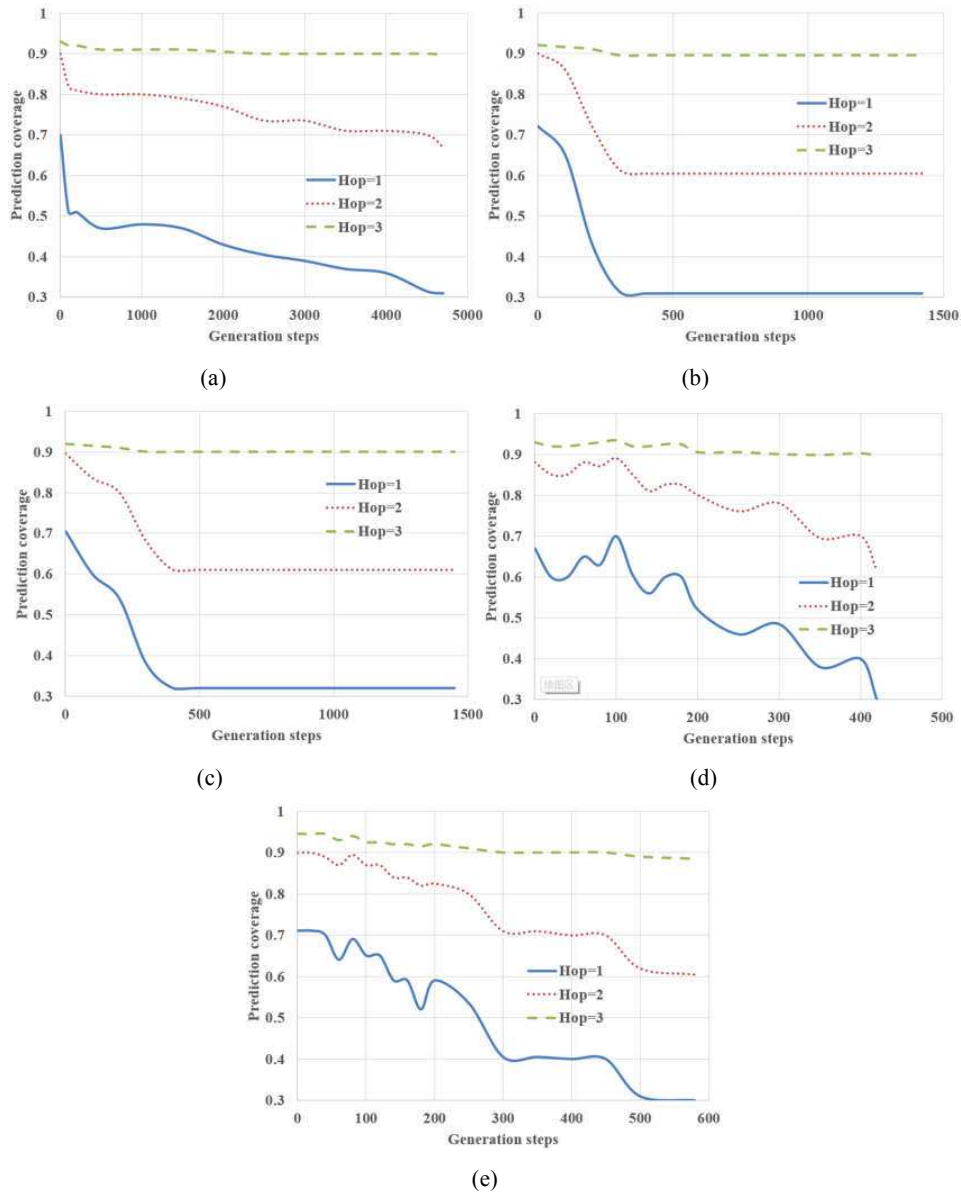 Prediction coverage
1
0.9
0.8
0.7
0.6
0.5
0.4
0.3
0 1000 2000 3000 4000 5000
Generation steps
Hop=1
Hop=2
Hop=3
(a)
Prediction coverage
1
0.9
0.8
0.7
0.6
0.5
0.4
0.3
0 500 1000 1500
Generation steps
Hop=1
Hop=2
Hop=3
(b)
Prediction coverage
1
0.9
0.8
0.7
0.6
0.5
0.4
0.3
0 500 1000 1500
Generation steps
Hop=1
Hop=2
Hop=3
(c)
Prediction coverage
1
0.9
0.8
0.7
0.6
0.5
0.4
0.3
0 100 200 300 400 500
Generation steps
Hop=1
Hop=2
Hop=3
绘图区
(d)
Prediction coverage
1
0.9
0.8
0.7
0.6
0.5
0.4
0.3
0 100 200 300 400 500 600
Generation steps
Hop=1
Hop=2
Hop=3
(e)